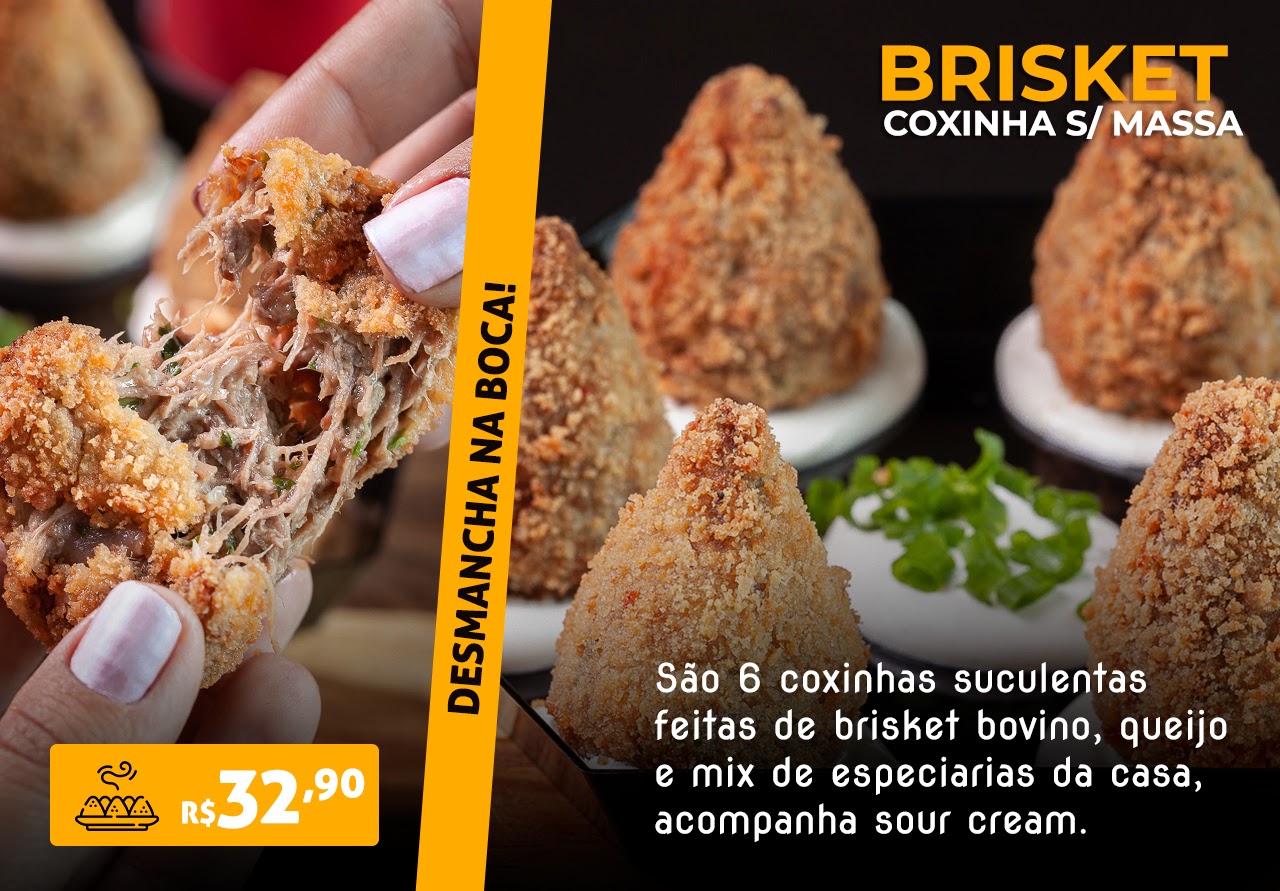 BRISKET
COXINHA S/ MASSA
DESMANCHA NA BOCA!
São 6 coxinhas suculentas
feitas de brisket bovino, queijo
e mix de especiarias da casa,
acompanha sour cream.
R$32,90